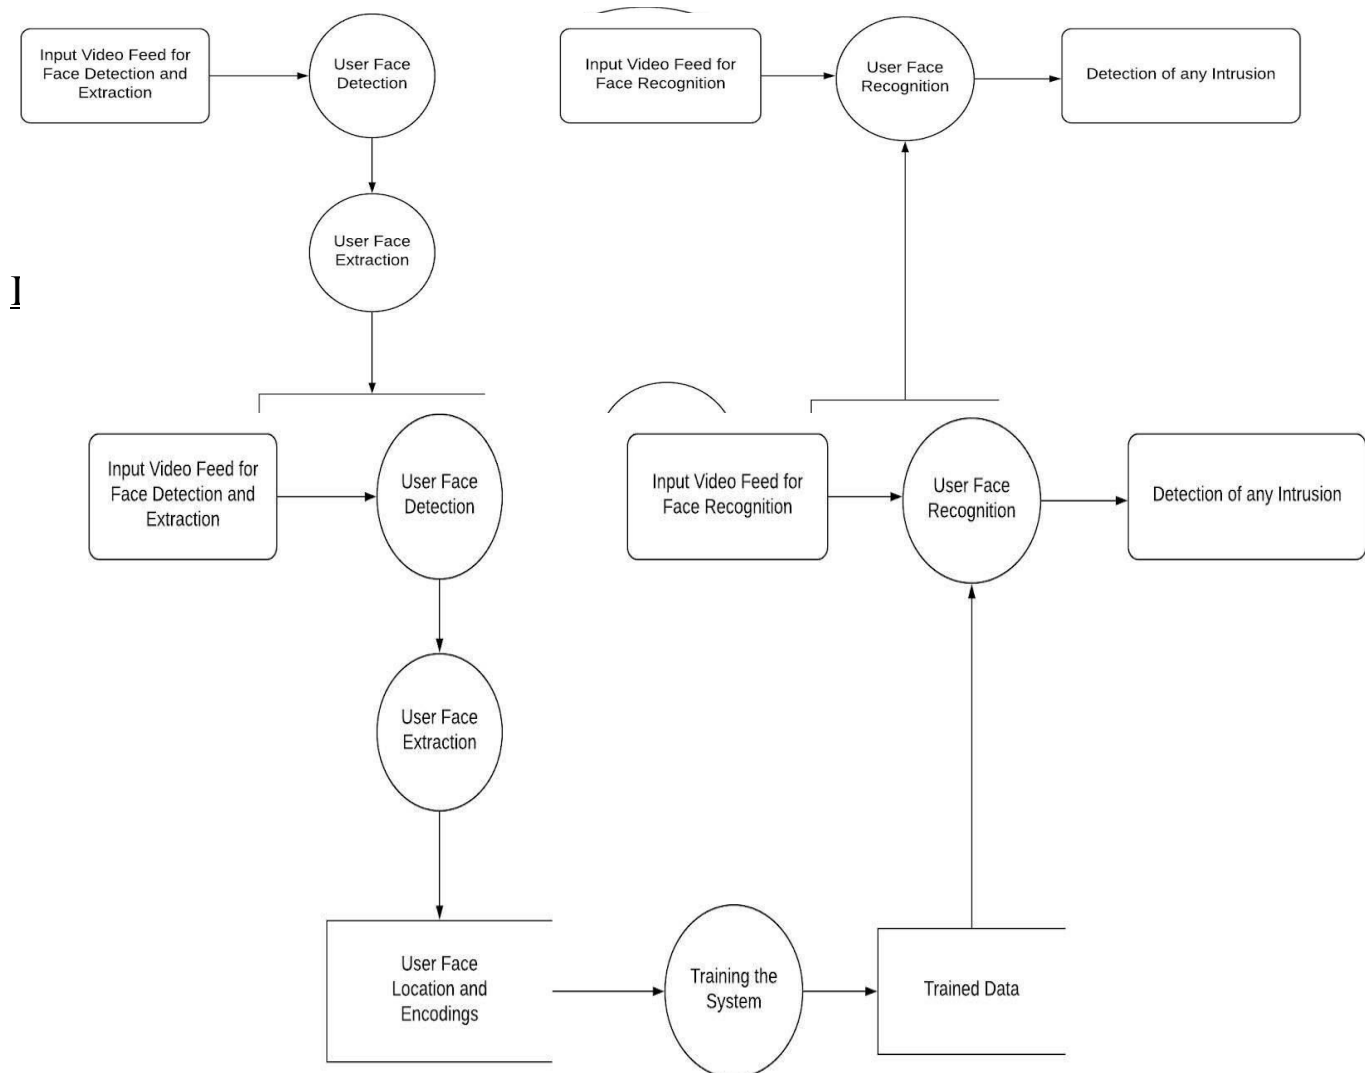 Input Video Feed for
Face Detection and
Extraction
User Face
Detection
Input Video Feed for
Face Recognition
User Face
Recognition
Detection of any Intrusion
User Face
Extraction
Input Video Feed for
Face Detection and
Extraction
User Face
Detection
Input Video Feed for
Face Recognition
User Face
Recognition
Detection of any Intrusion
User Face
Extraction
User Face
Location and
Encodings
Training the
System
Trained Data